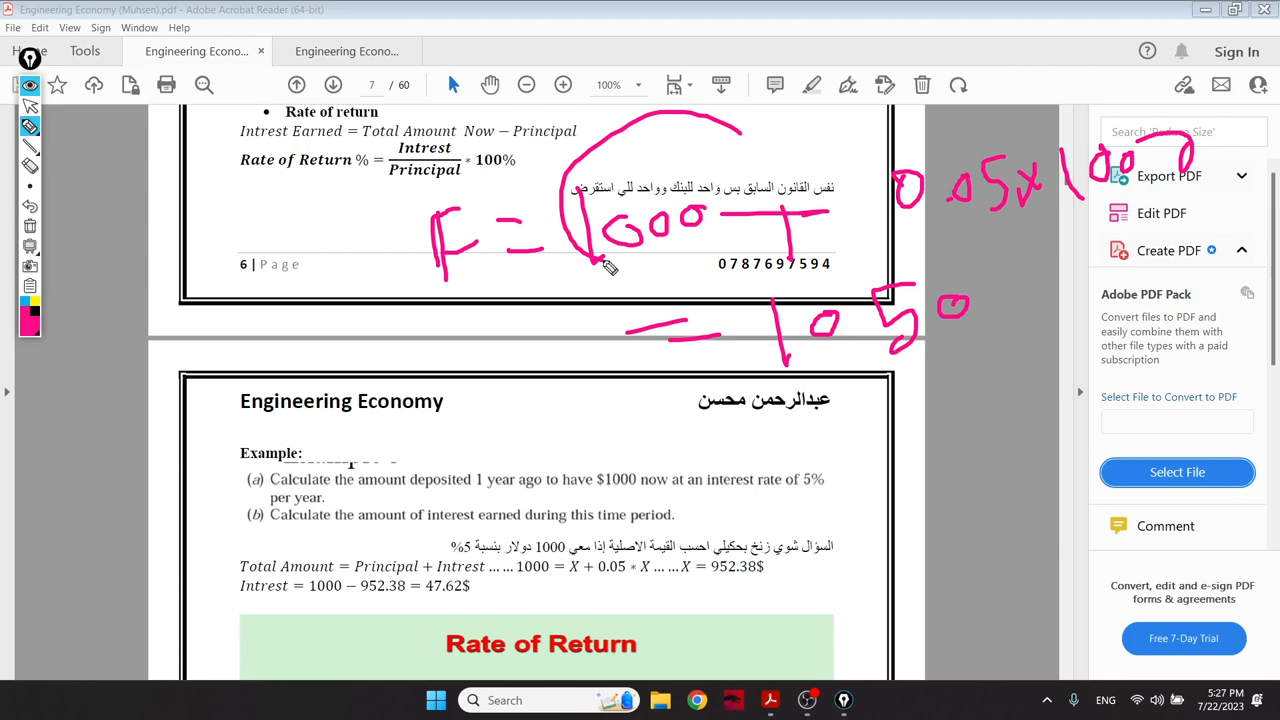 Engineering Economy (Muhsen).pdf - Adobe Acrobat Reader (64-bit)
File Edit View Sign Window Help
Tools Engineering Econo... × Engineering Econo... Sign In
7 / 60 100%
• Rate of return
Intrest Earned = Total Amount Now − Principal
Rate of Return % = Intrest / Principal * 100%
نفس القانون السابق بس واحد للبنك وواحد للي استقرض
F = 1000 + 0.05x1000
6 | Page 0787697594
= 1050
Engineering Economy عبدالرحمن محسن
Example:
(a) Calculate the amount deposited 1 year ago to have $1000 now at an interest rate of 5%
per year.
(b) Calculate the amount of interest earned during this time period.
السؤال شوي زنخ بحكيلي احسب القيمة الاصلية إذا معي 1000 دولار بنسبة 5%
Total Amount = Principal + Intrest … … 1000 = X + 0.05 * X … … X = 952.38$
Intrest = 1000 − 952.38 = 47.62$
Rate of Return
Search 'Reduce Size'
Export PDF
Edit PDF
Create PDF
Adobe PDF Pack
Convert files to PDF and
easily combine them with
other file types with a paid
subscription
Select File to Convert to PDF
Select File
Comment
Convert, edit and e-sign PDF
forms & agreements
Free 7-Day Trial
Search
ENG
5:27 PM
7/22/2023